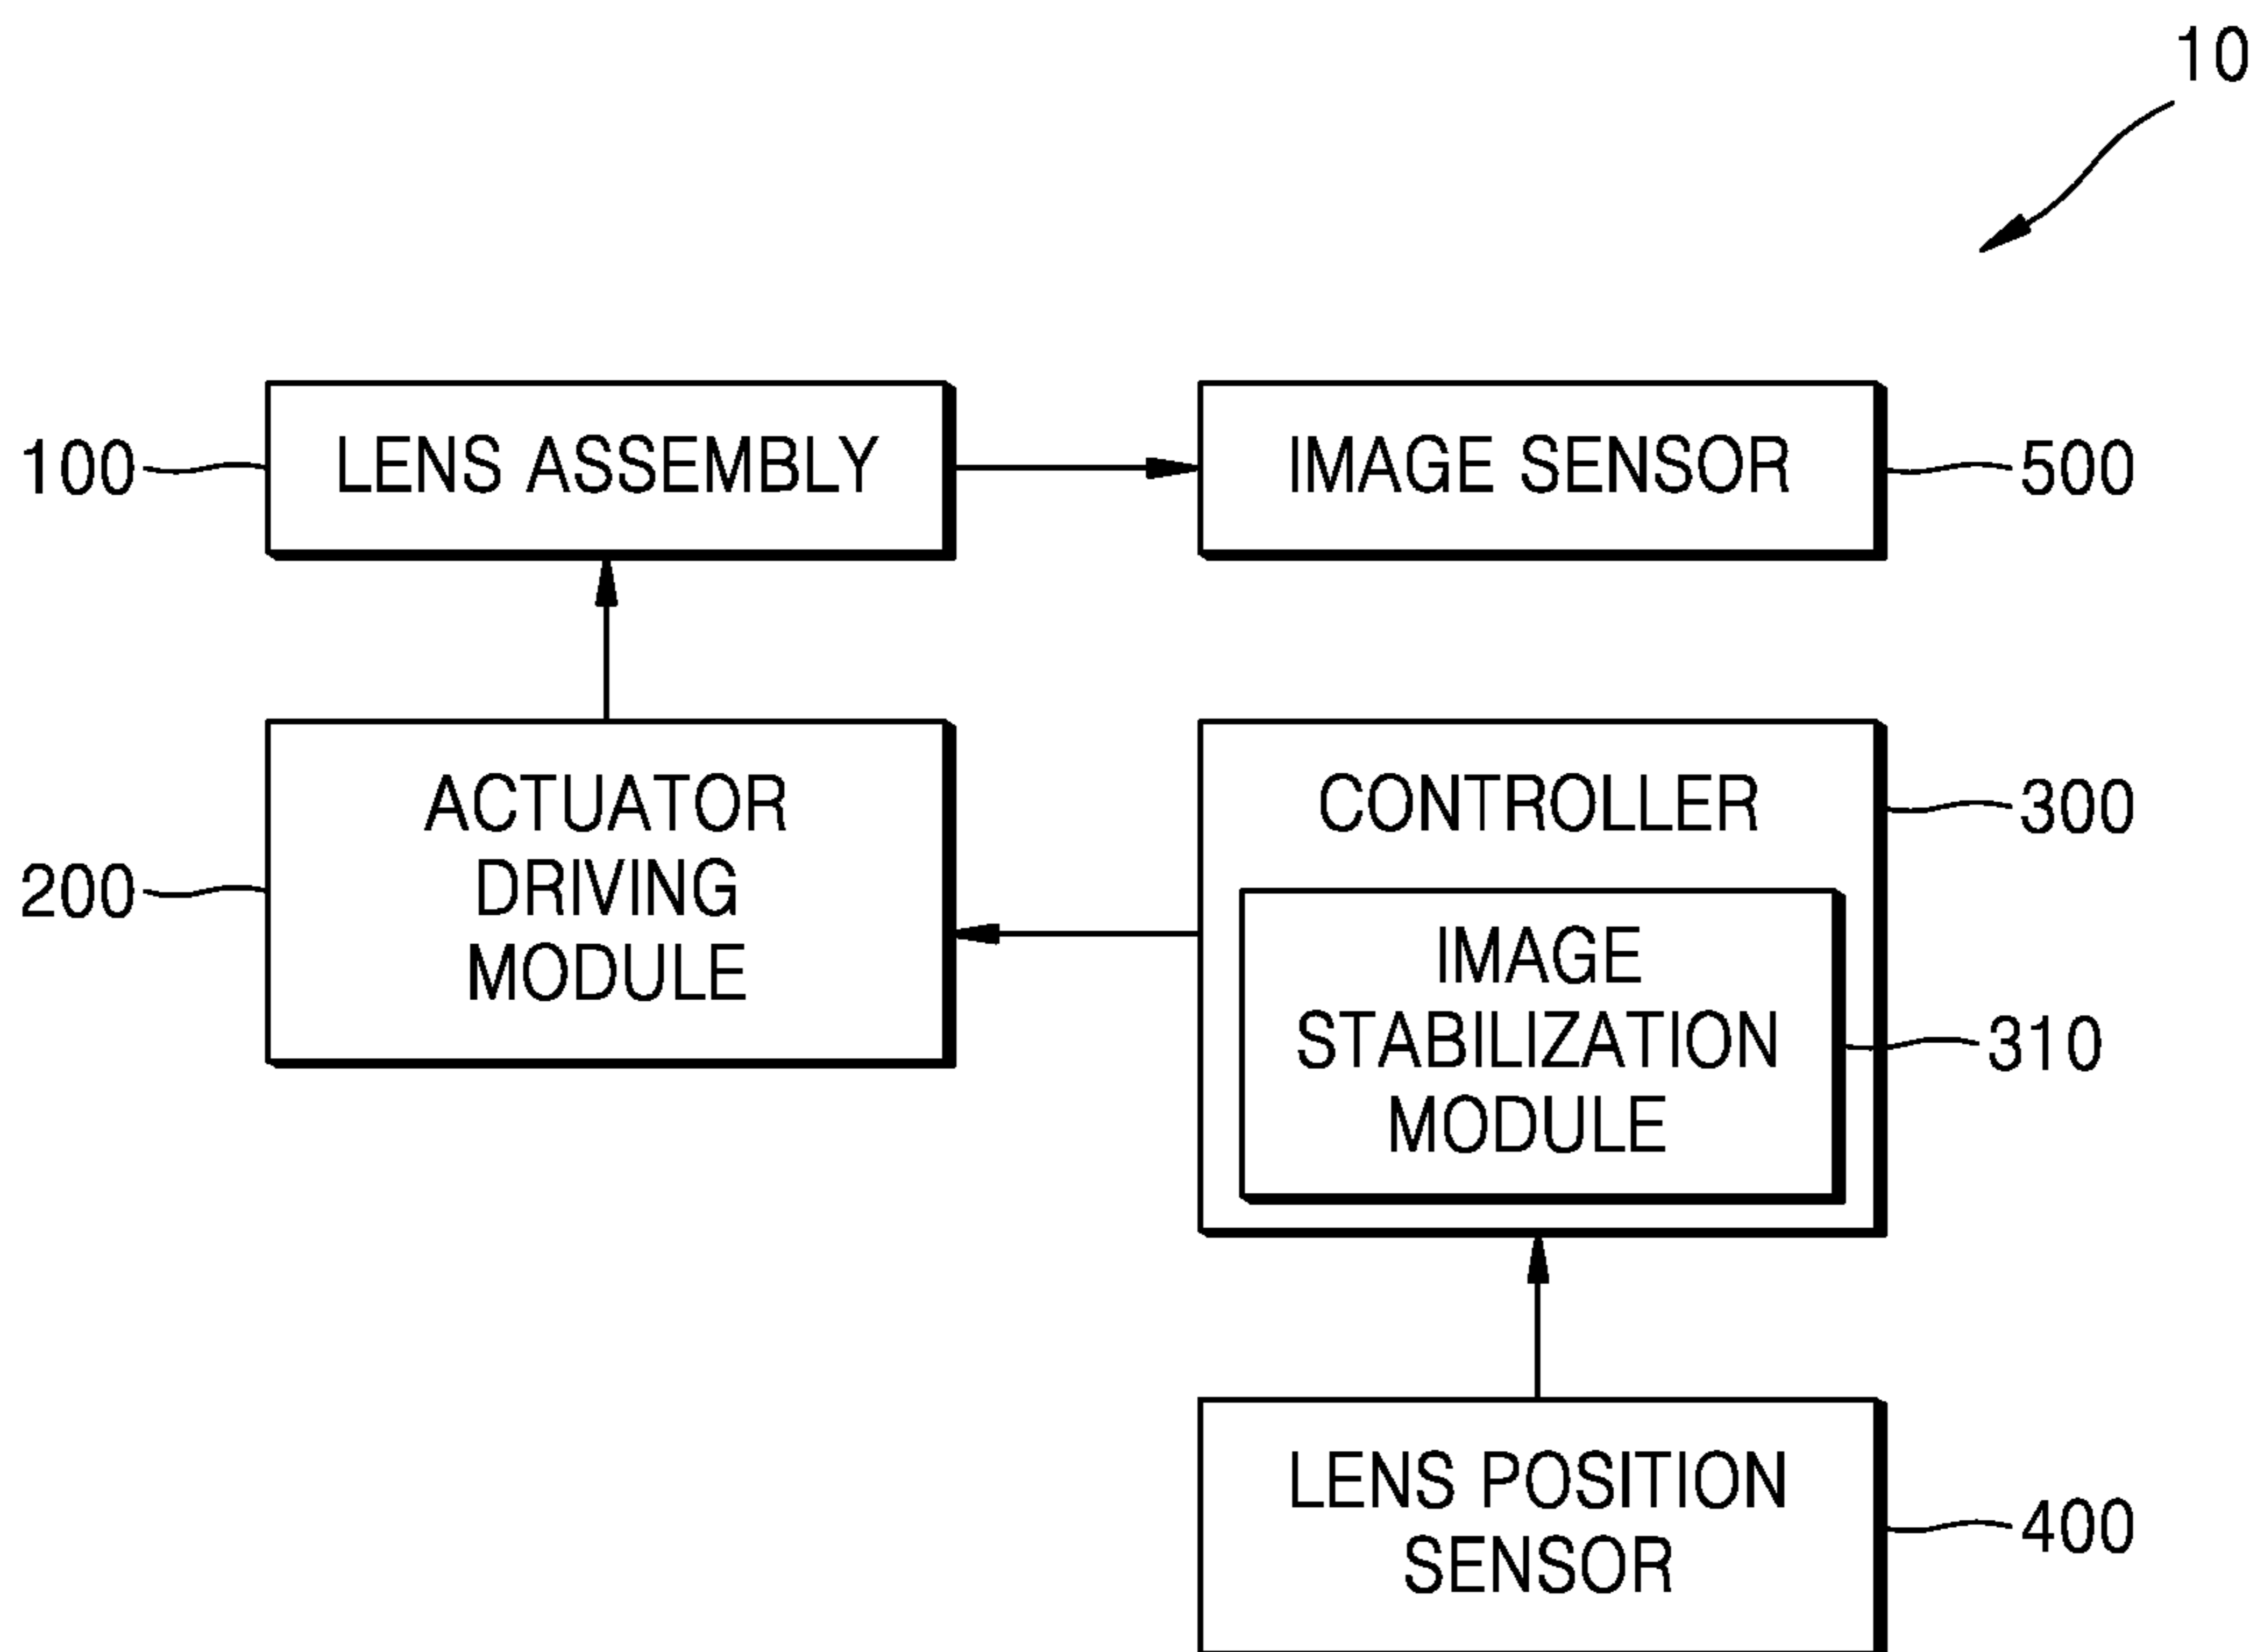 10
100
LENS ASSEMBLY
IMAGE SENSOR
500
200
ACTUATOR
DRIVING
MODULE
CONTROLLER
300
IMAGE
STABILIZATION
MODULE
310
LENS POSITION
SENSOR
400